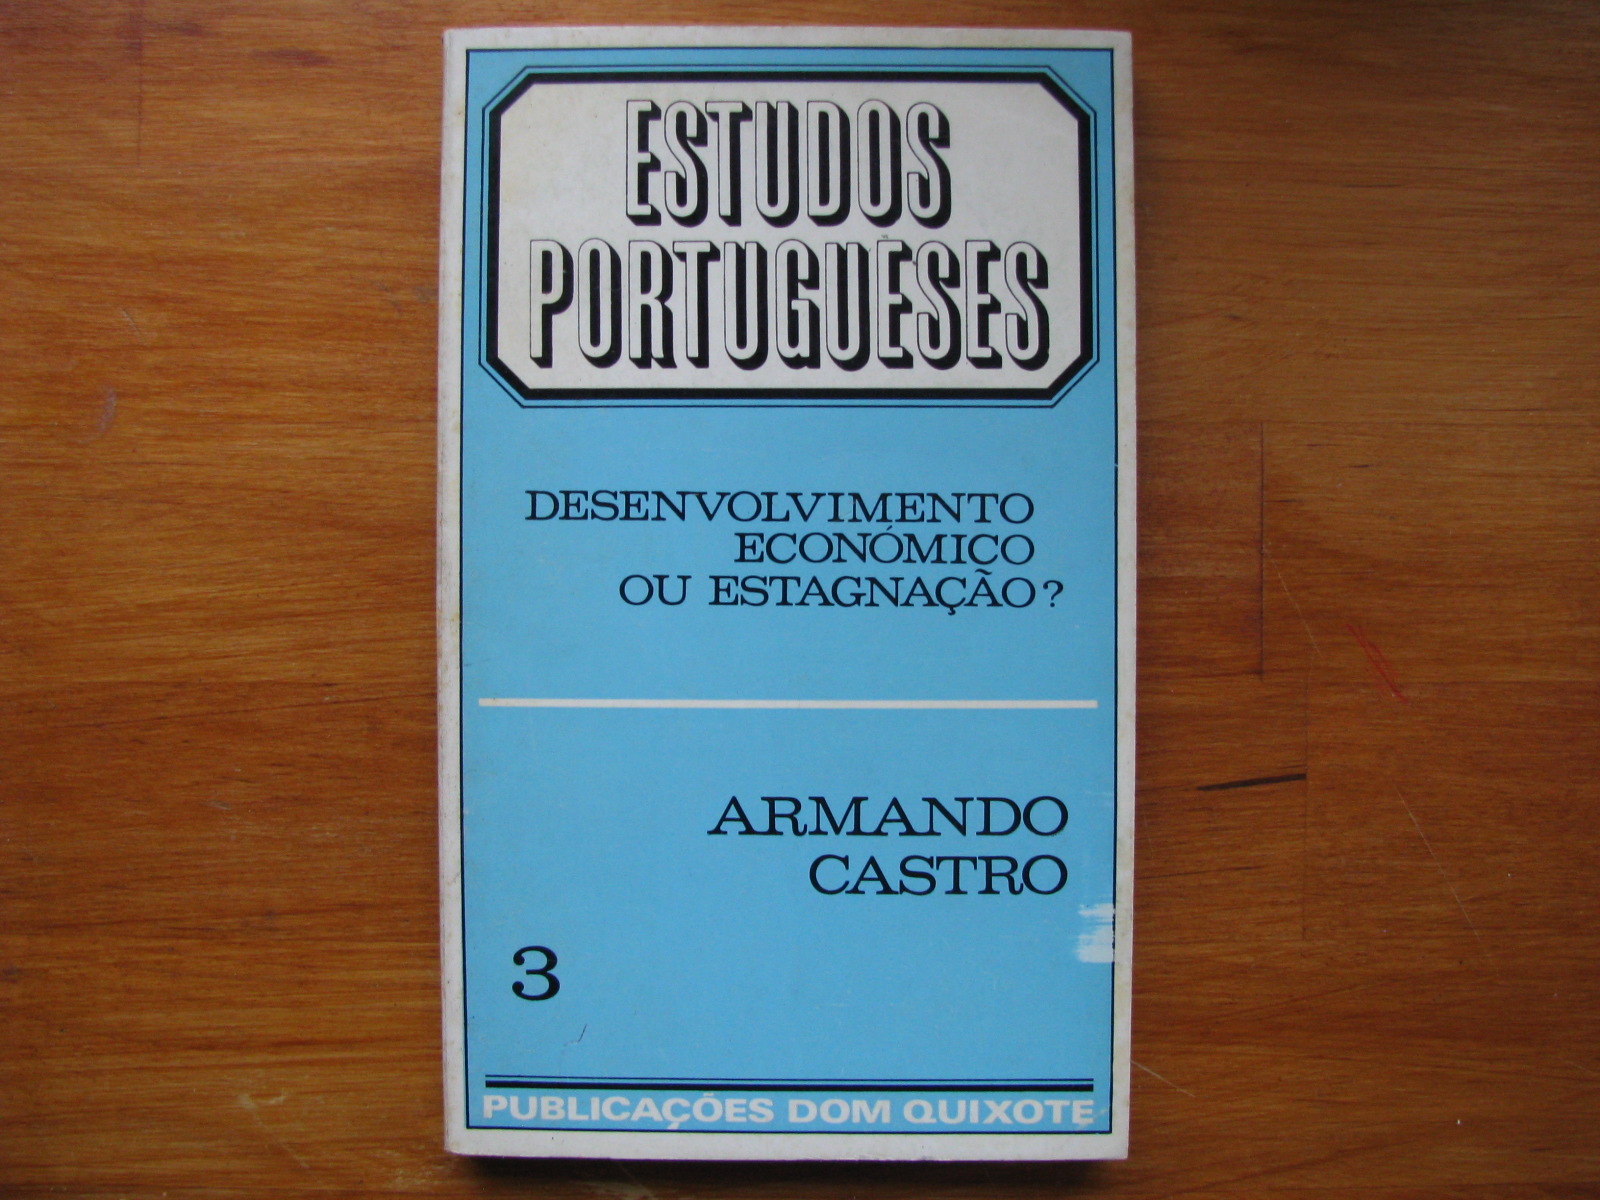 ESTUDOS
PORTUGUESES
DESENVOLVIMENTO
ECONÓMICO
OU ESTAGNAÇÃO?
ARMANDO
CASTRO
3
PUBLICAÇÕES DOM QUIXOTE